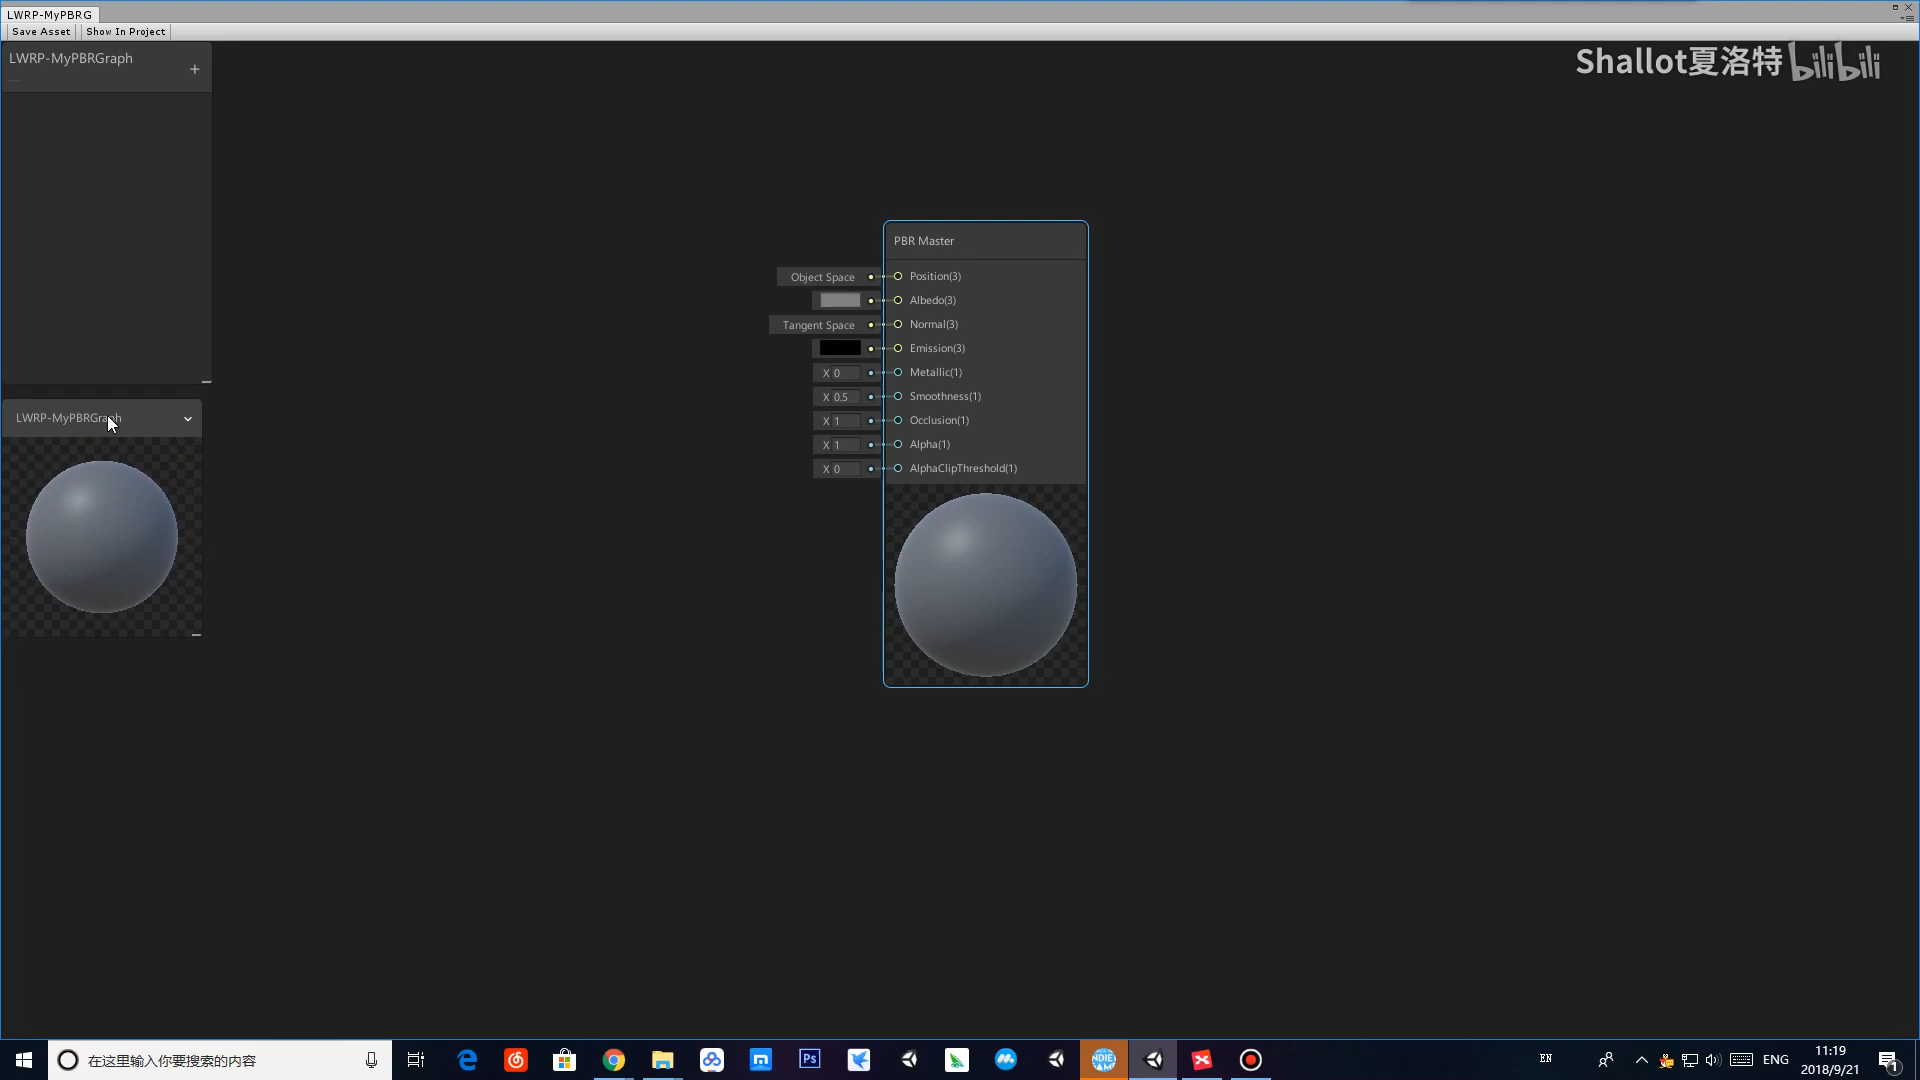 LWRP-MyPBRG
Save Asset
Show In Project
Shallot夏洛特 bilibili
LWRP-MyPBRGraph
PBR Master
Object Space
Position(3)
Albedo(3)
Tangent Space
Normal(3)
Emission(3)
X 0
Metallic(1)
X 0.5
Smoothness(1)
X 1
Occlusion(1)
X 1
Alpha(1)
X 0
AlphaClipThreshold(1)
LWRP-MyPBRGraph
在这里输入你要搜索的内容
Ps
EN
ENG
11:19
2018/9/21
1